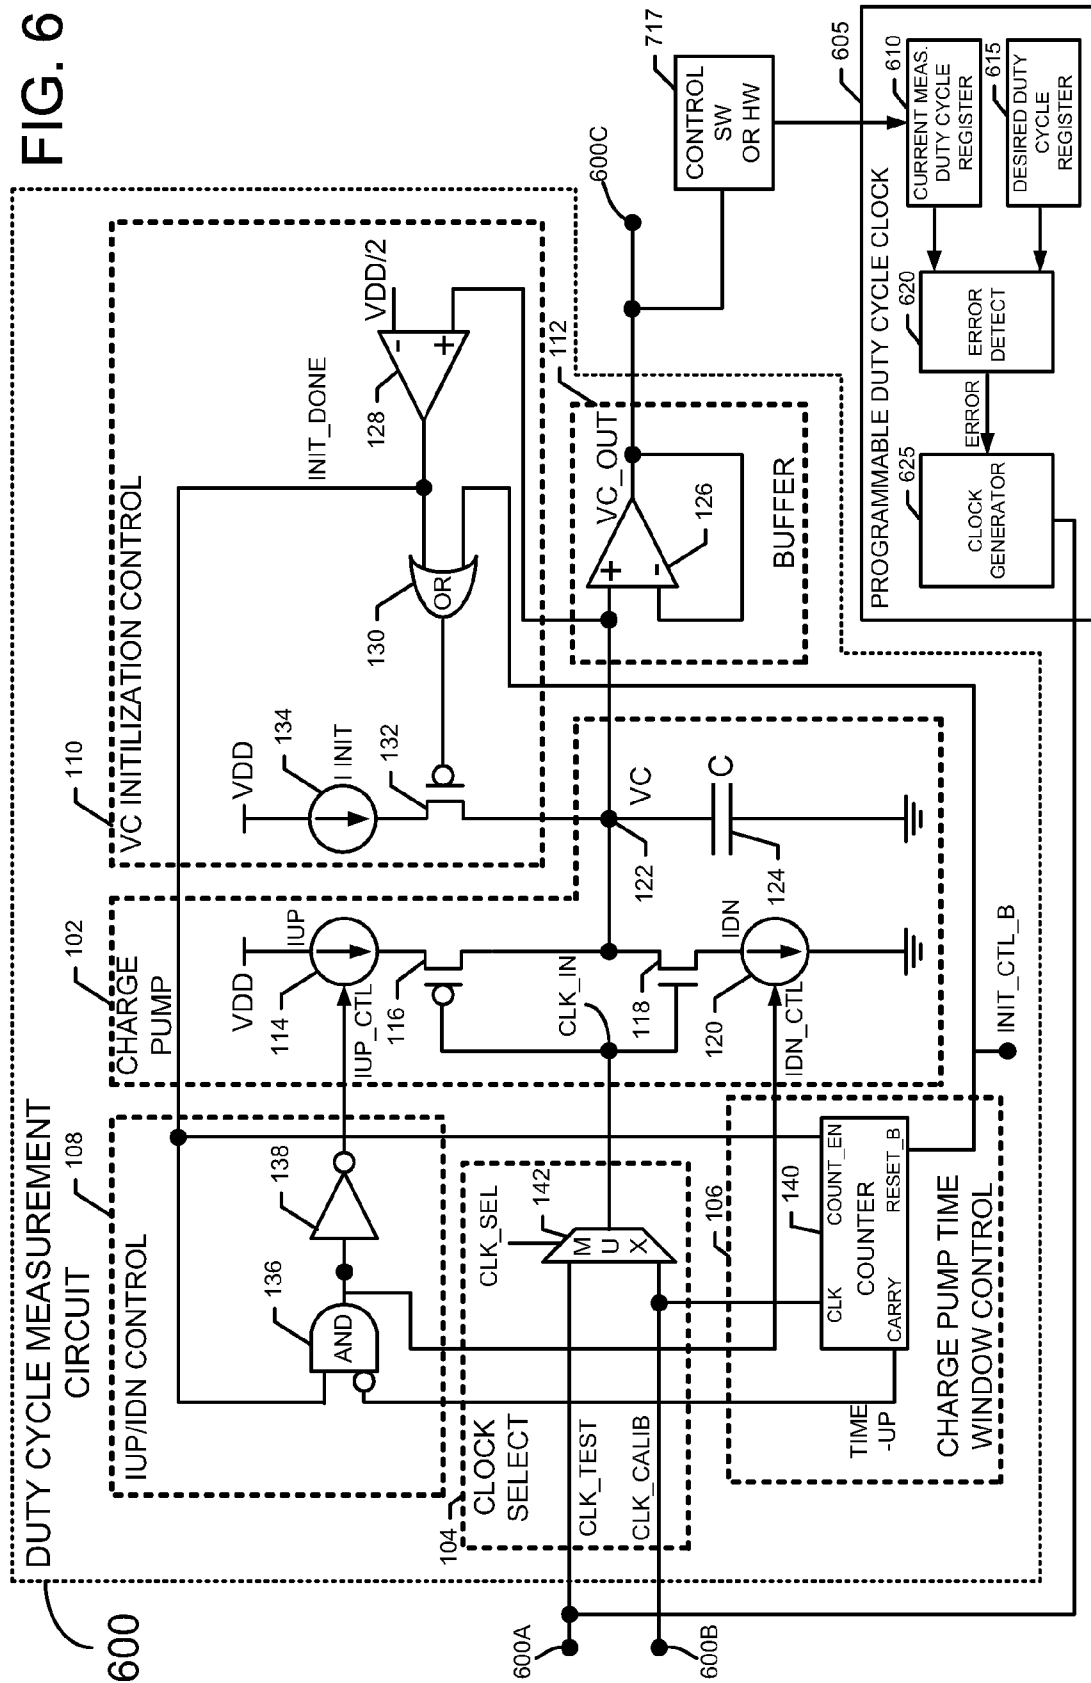 FIG. 6
600
DUTY CYCLE MEASUREMENT
CIRCUIT
108
IUP/IDN CONTROL
136
AND
138
102
CHARGE
PUMP
VDD
114
IUP
IUP_CTL
116
CLK_IN
118
120
IDN
IDN_CTL
110
VC INITILIZATION CONTROL
VDD
134
I INIT
132
130
OR
INIT_DONE
128
VDD/2
-
+
VC
122
C
124
112
VC_OUT
+
-
126
BUFFER
600C
717
CONTROL
SW
OR HW
104
CLOCK
SELECT
CLK_SEL
142
M
U
X
CLK_TEST
CLK_CALIB
600A
600B
106
140
CLK
COUNT_EN
COUNTER
CARRY
RESET_B
TIME
-UP
CHARGE PUMP TIME
WINDOW CONTROL
INIT_CTL_B
605
PROGRAMMABLE DUTY CYCLE CLOCK
625
CLOCK
GENERATOR
ERROR
620
ERROR
DETECT
610
CURRENT MEAS.
DUTY CYCLE
REGISTER
615
DESIRED DUTY
CYCLE
REGISTER